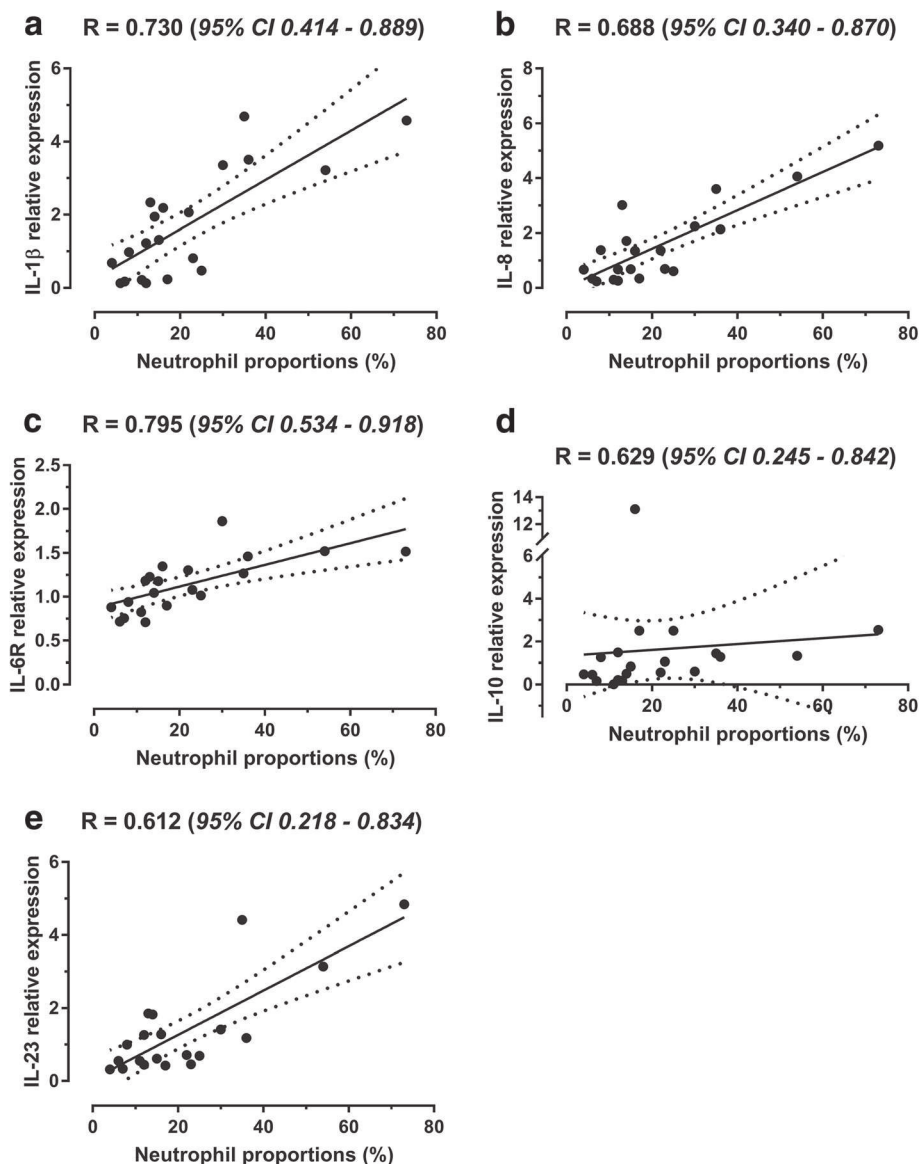 a
R = 0.730 (95% CI 0.414 - 0.889)
IL-1β relative expression
6
4
2
0
0 20 40 60 80
Neutrophil proportions (%)
b
R = 0.688 (95% CI 0.340 - 0.870)
IL-8 relative expression
8
6
4
2
0
0 20 40 60 80
Neutrophil proportions (%)
c
R = 0.795 (95% CI 0.534 - 0.918)
IL-6R relative expression
2.5
2.0
1.5
1.0
0.5
0.0
0 20 40 60 80
Neutrophil proportions (%)
d
R = 0.629 (95% CI 0.245 - 0.842)
IL-10 relative expression
14
12
6
4
2
0
0 20 40 60 80
Neutrophil proportions (%)
e
R = 0.612 (95% CI 0.218 - 0.834)
IL-23 relative expression
6
4
2
0
0 20 40 60 80
Neutrophil proportions (%)